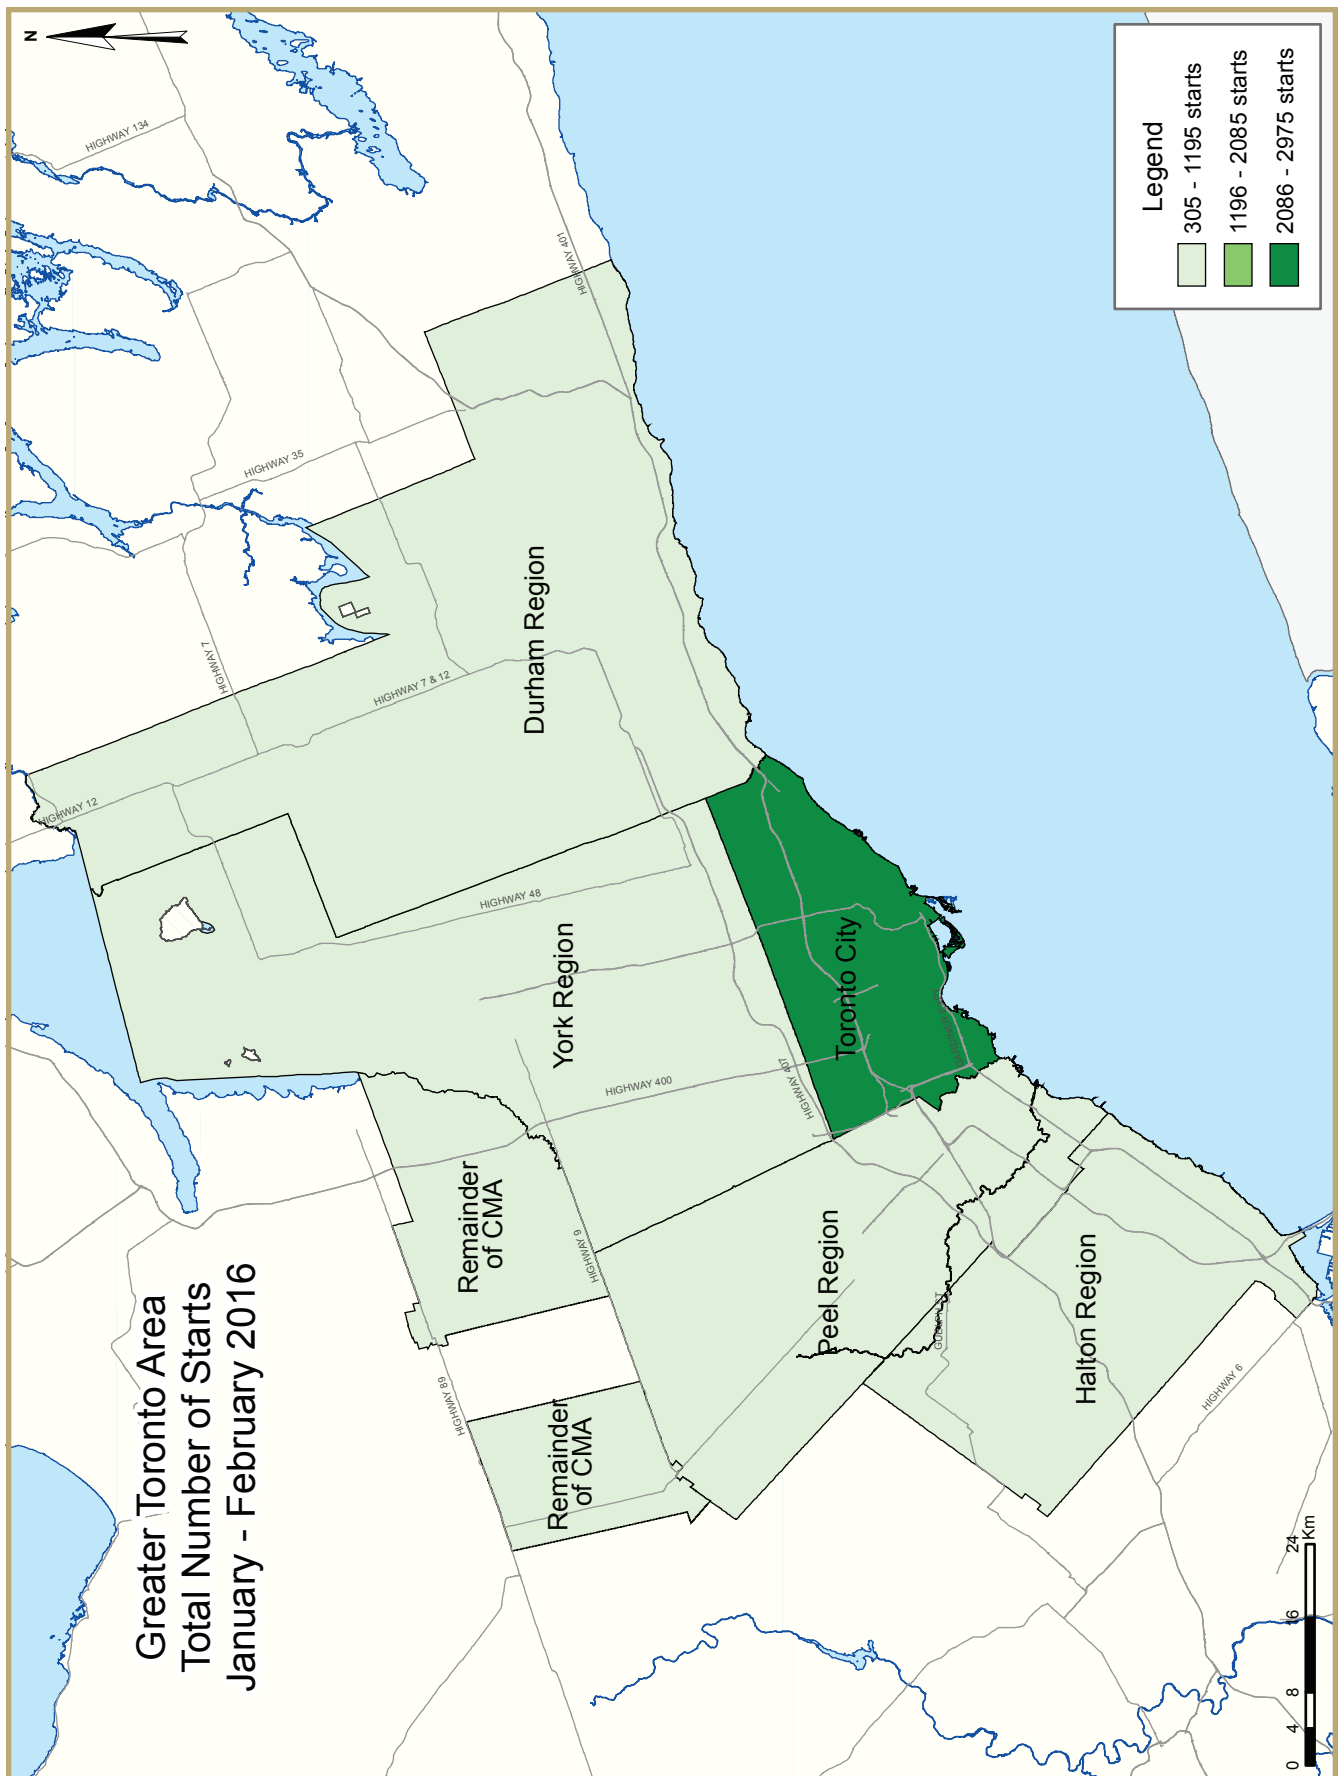 Greater Toronto Area
Total Number of Starts
January - February 2016
N
HIGHWAY 134
HIGHWAY 35
HIGHWAY 7
HIGHWAY 401
HIGHWAY 12
HIGHWAY 7 & 12
Durham Region
HIGHWAY 48
York Region
HIGHWAY 400
HIGHWAY 407
Toronto City
Remainder
of CMA
HIGHWAY 9
HIGHWAY 89
Remainder
of CMA
Peel Region
Halton Region
HIGHWAY 6
Legend
305 - 1195 starts
1196 - 2085 starts
2086 - 2975 starts
0 4 8 16 24
Km